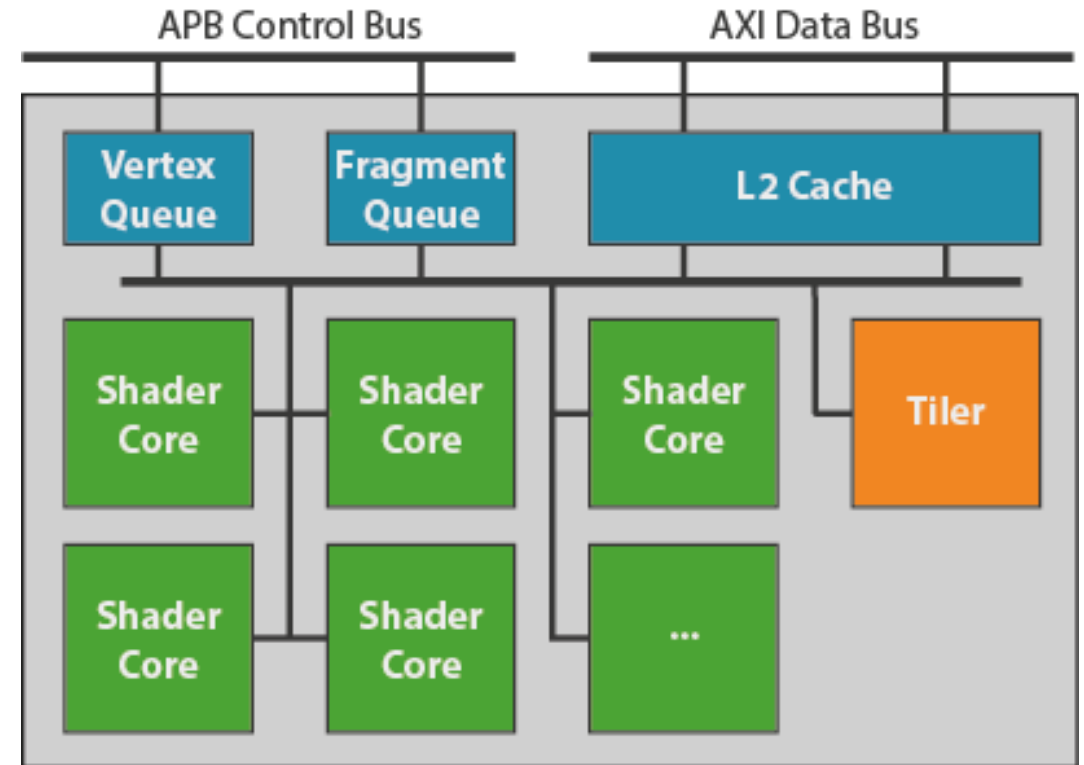 APB Control Bus
AXI Data Bus
Vertex
Queue
Fragment
Queue
L2 Cache
Shader
Core
Shader
Core
Shader
Core
Tiler
Shader
Core
Shader
Core
...